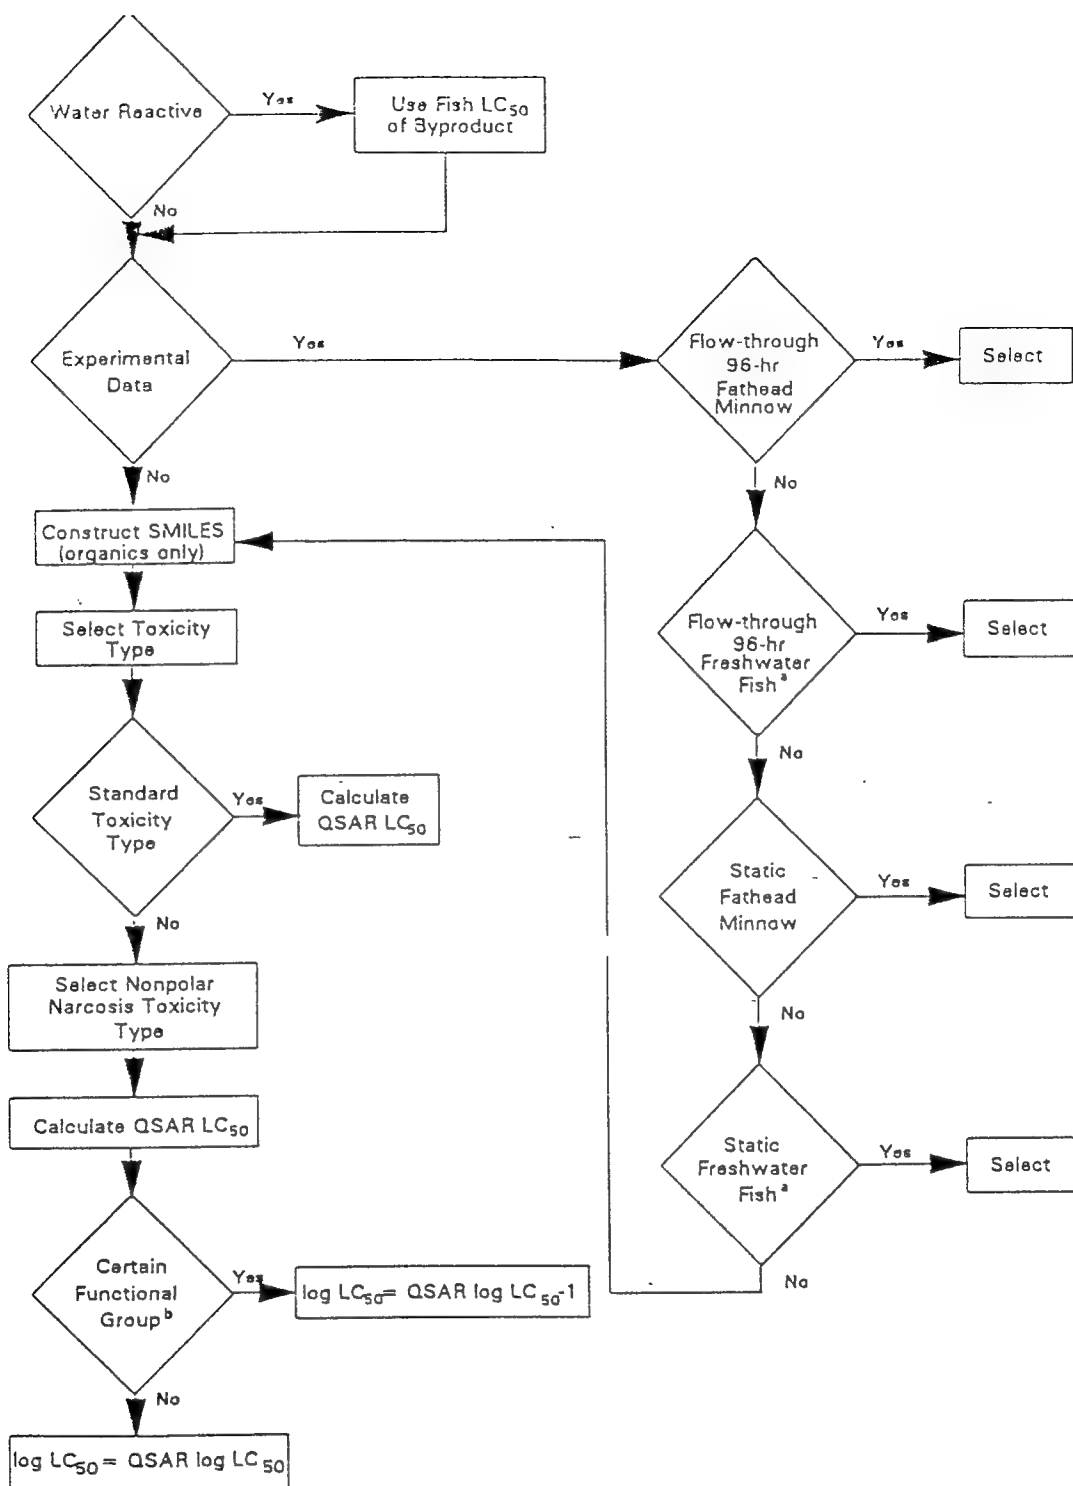 Water Reactive
Yes
Use Fish LC50
of Byproduct
No
Experimental
Data
Yes
Flow-through
96-hr
Fathead
Minnow
Yes
Select
No
No
Construct SMILES
(organics only)
Select Toxicity
Type
Flow-through
96-hr
Freshwater
Fish a
Yes
Select
No
Standard
Toxicity
Type
Yes
Calculate
QSAR LC50
Static
Fathead
Minnow
Yes
Select
No
No
Select Nonpolar
Narcosis Toxicity
Type
Calculate QSAR LC50
Static
Freshwater
Fish a
Yes
Select
No
Certain
Functional
Group b
Yes
log LC50 = QSAR log LC50-1
No
log LC50 = QSAR log LC50